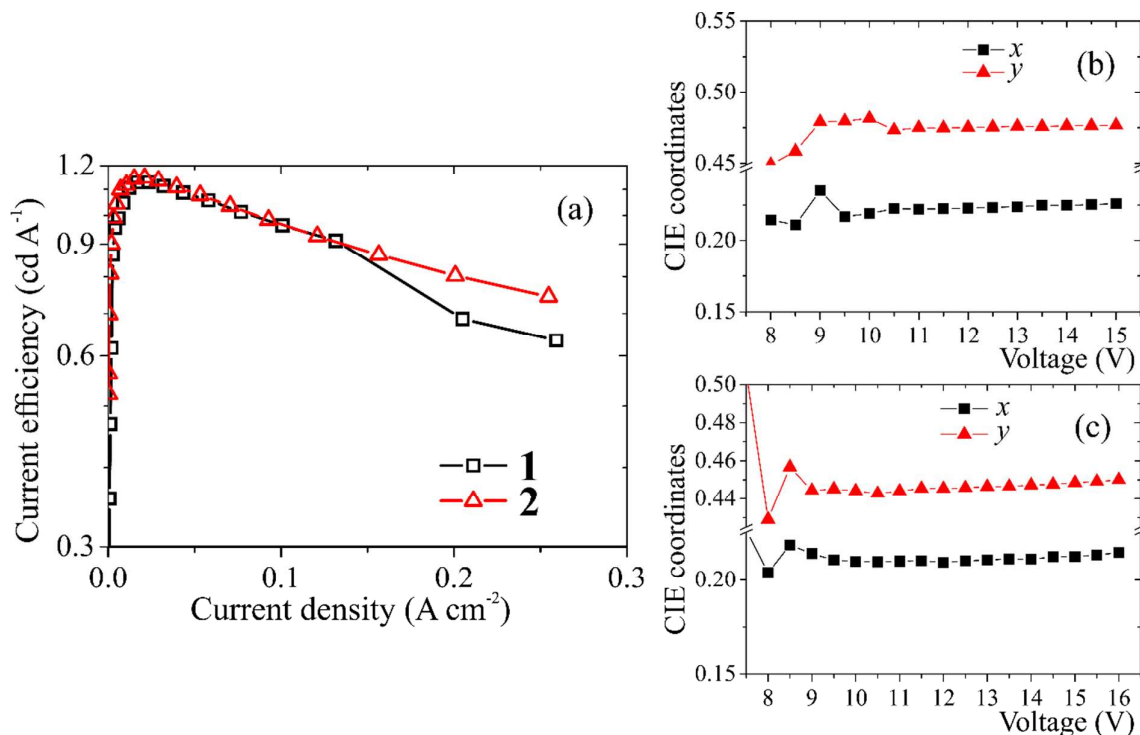 (a)
Current efficiency (cd A⁻¹)
1.2
0.9
0.6
0.3
0.0
0.1
0.2
0.3
Current density (A cm⁻²)
1
2
(b)
CIE coordinates
0.55
0.50
0.45
0.20
0.15
x
y
8 9 10 11 12 13 14 15
Voltage (V)
(c)
CIE coordinates
0.50
0.48
0.46
0.44
0.20
0.15
x
y
8 9 10 11 12 13 14 15 16
Voltage (V)